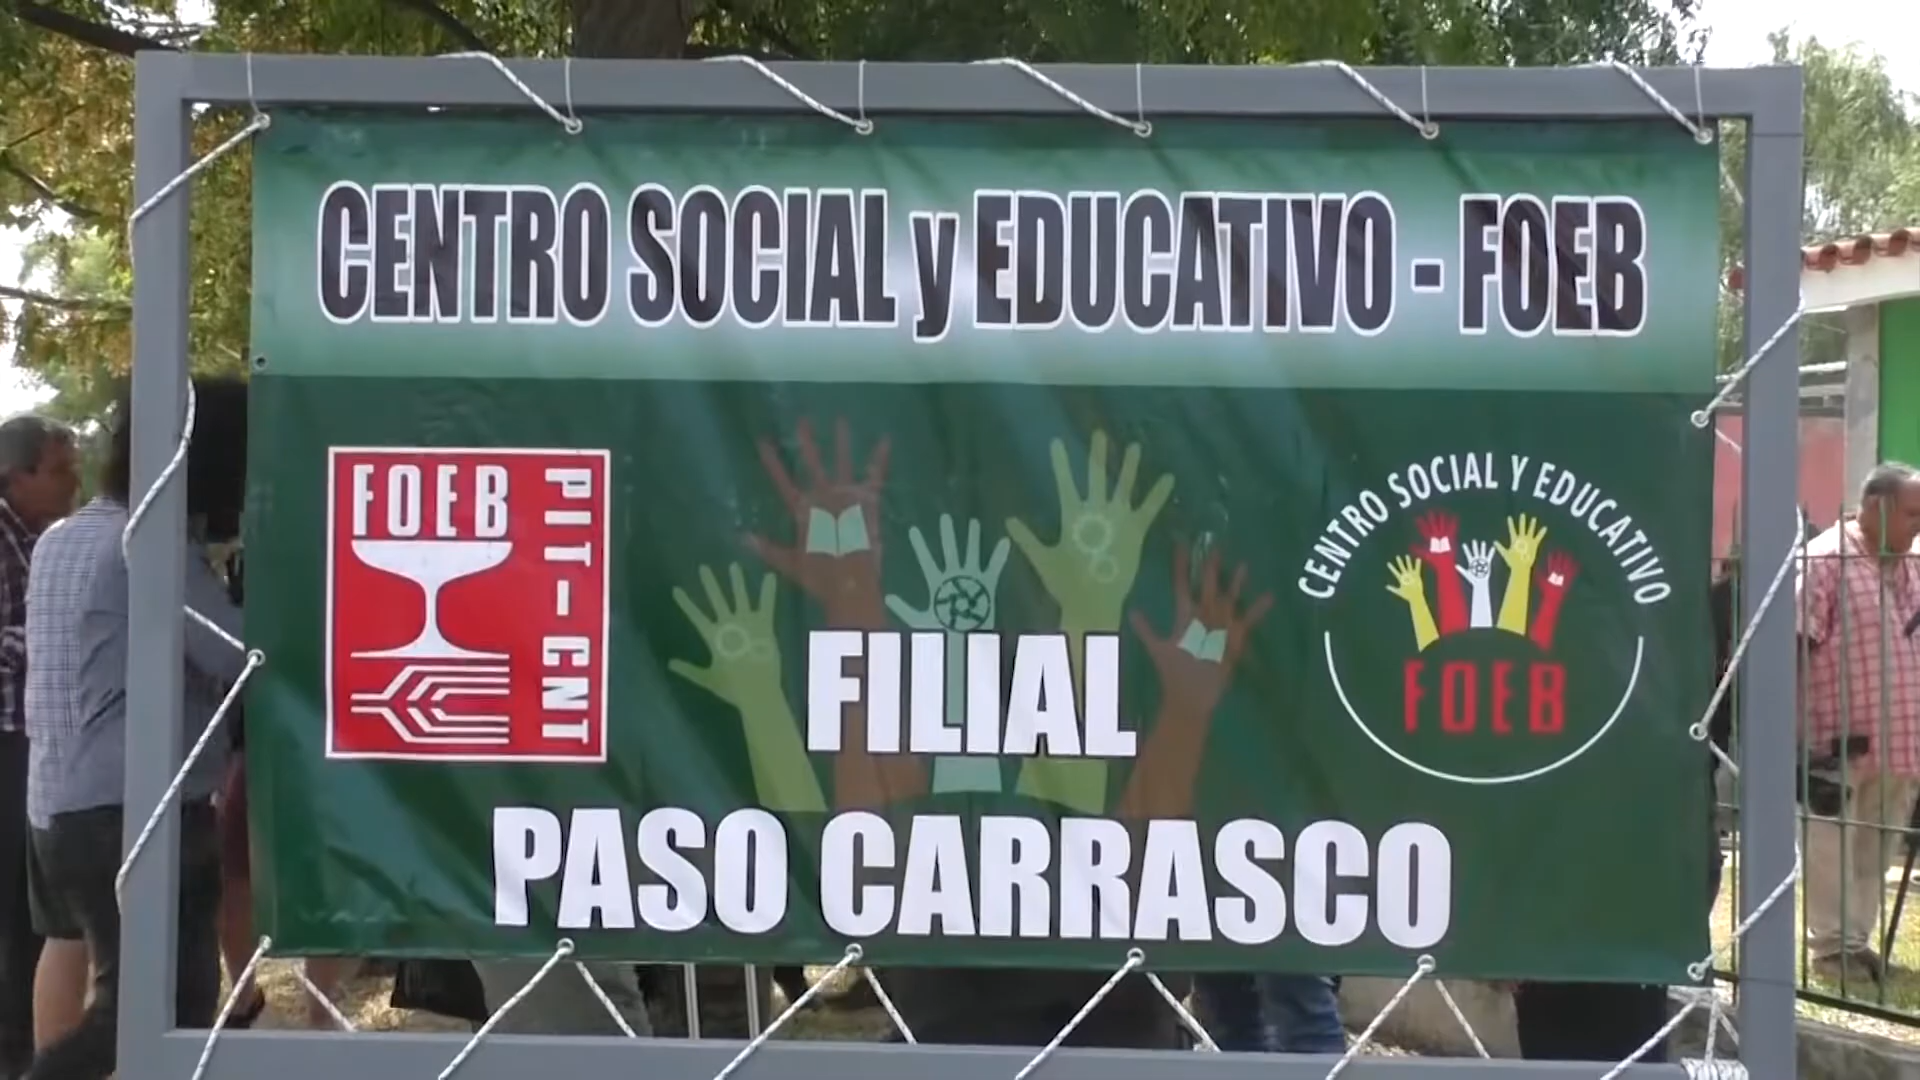 CENTRO SOCIAL y EDUCATIVO - FOEB
FOEB
PIT-CNT
CENTRO SOCIAL Y EDUCATIVO
FOEB
FILIAL
PASO CARRASCO